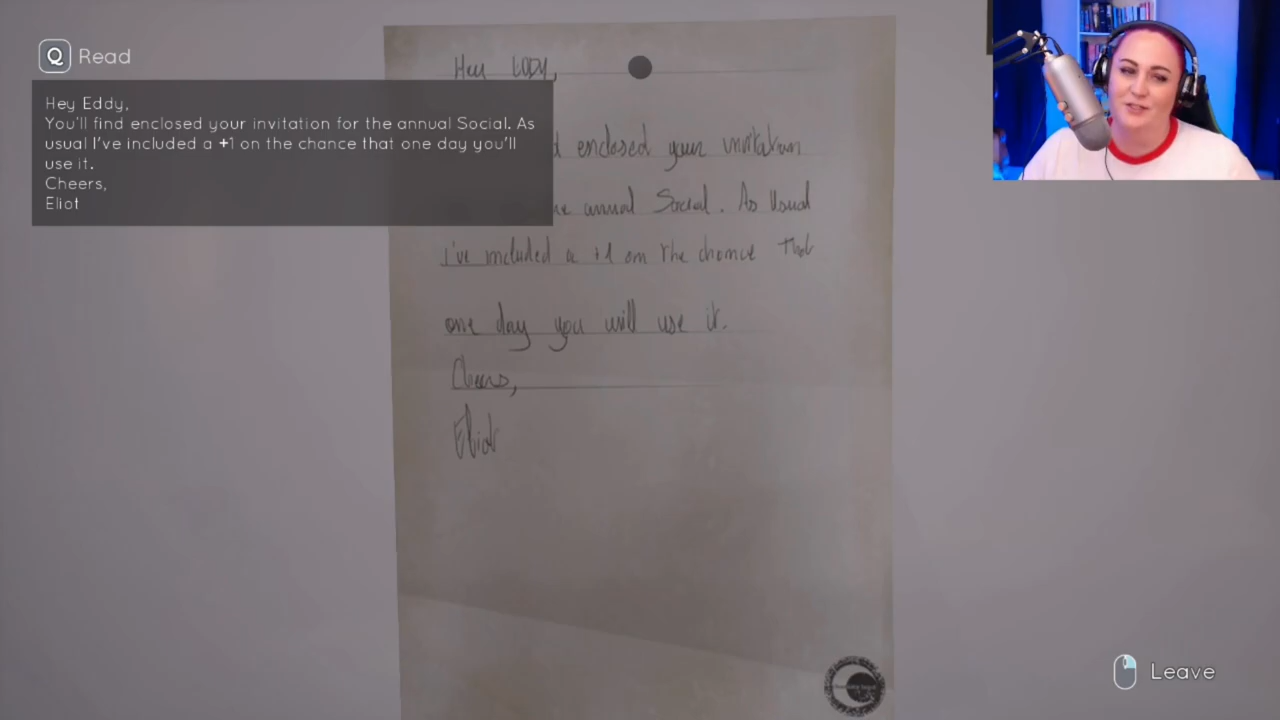 Q Read
Hey Eddy,
You'll find enclosed your invitation for the annual Social. As
usual I've included a +1 on the chance that one day you'll
use it.
Cheers,
Eliot
Hey EDDY,
enclosed your invitation
annual Social. As Usual
i've included a +1 on the chance that
one day you will use it.
Cheers,
Eliot
Leave